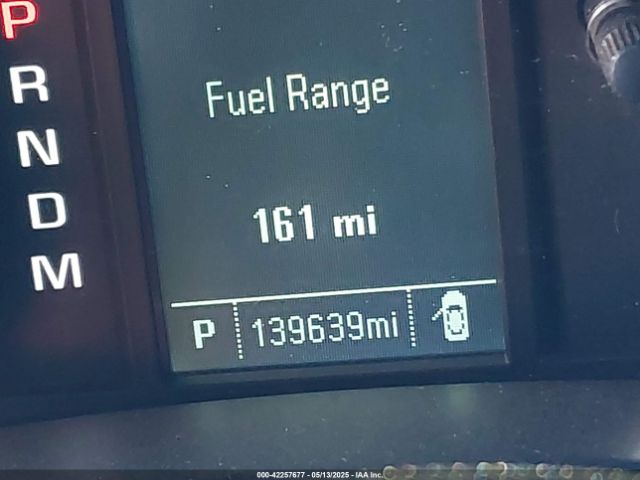 P
R
N
D
M
Fuel Range
161 mi
P 139639mi
000-42257677 - 05/13/2025 - IAA Inc.